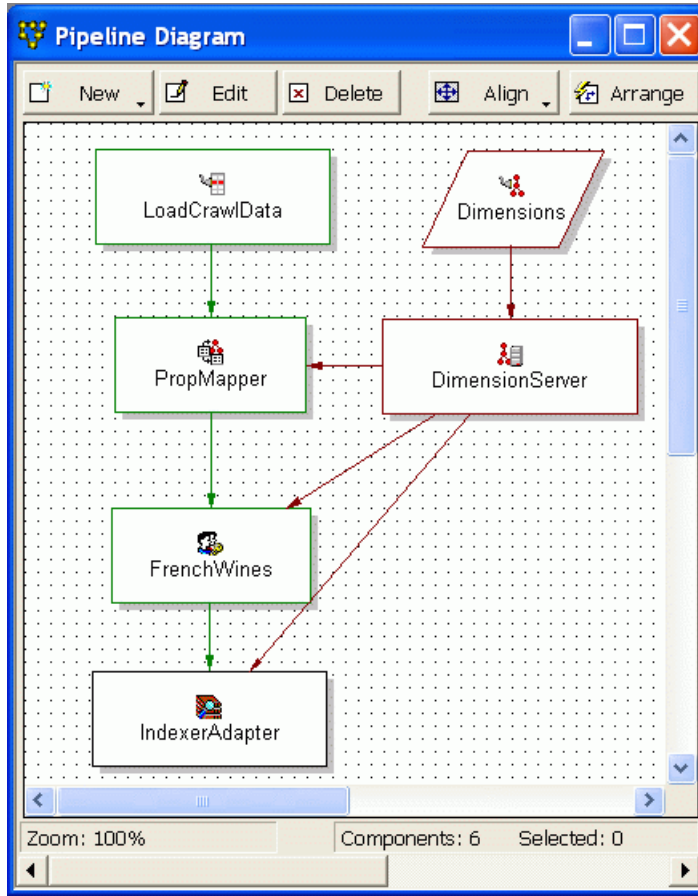 Pipeline Diagram
New Edit Delete Align Arrange
LoadCrawlData
Dimensions
PropMapper
DimensionServer
FrenchWines
IndexerAdapter
Zoom: 100% Components: 6 Selected: 0